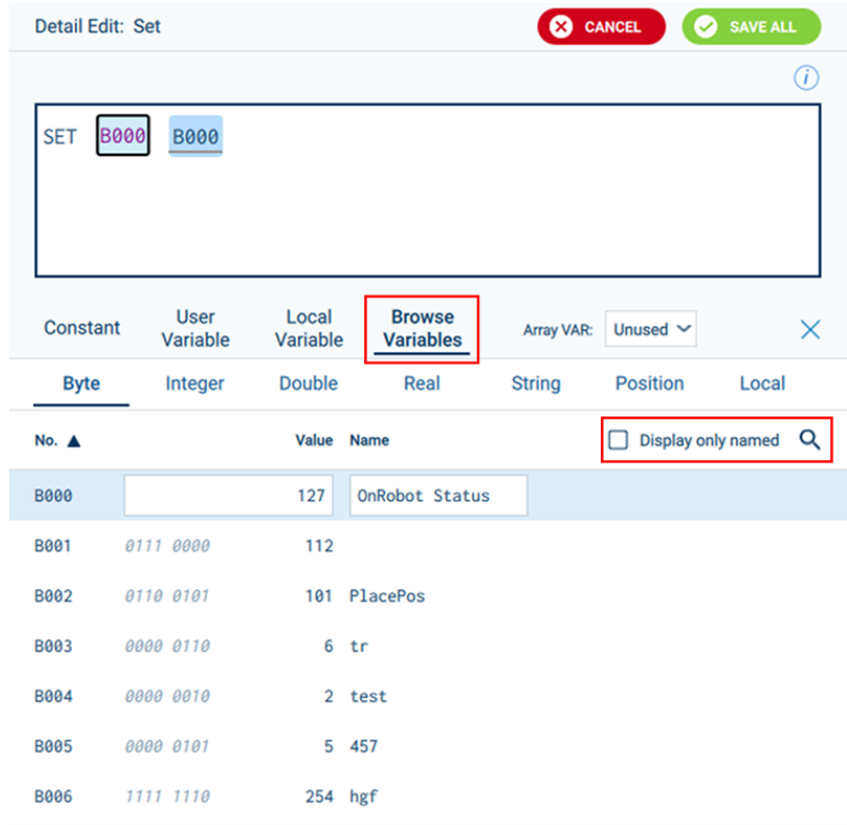 Detail Edit: Set CANCEL SAVE ALL
i
SET B000 B000
Constant User Variable Local Variable Browse Variables Array VAR: Unused
Byte Integer Double Real String Position Local
No. ▲ Value Name Display only named
B000 127 OnRobot Status
B001 0111 0000 112
B002 0110 0101 101 PlacePos
B003 0000 0110 6 tr
B004 0000 0010 2 test
B005 0000 0101 5 457
B006 1111 1110 254 hgf